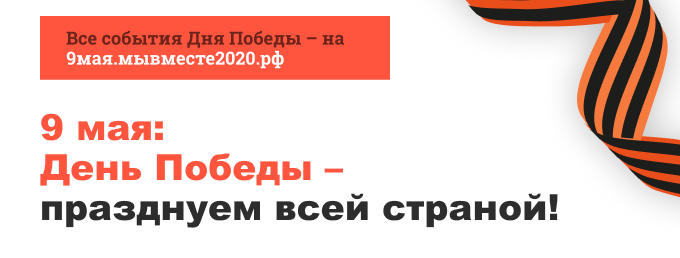 Все события Дня Победы – на
9мая.мывместе2020.рф
9 мая:
День Победы –
празднуем всей страной!